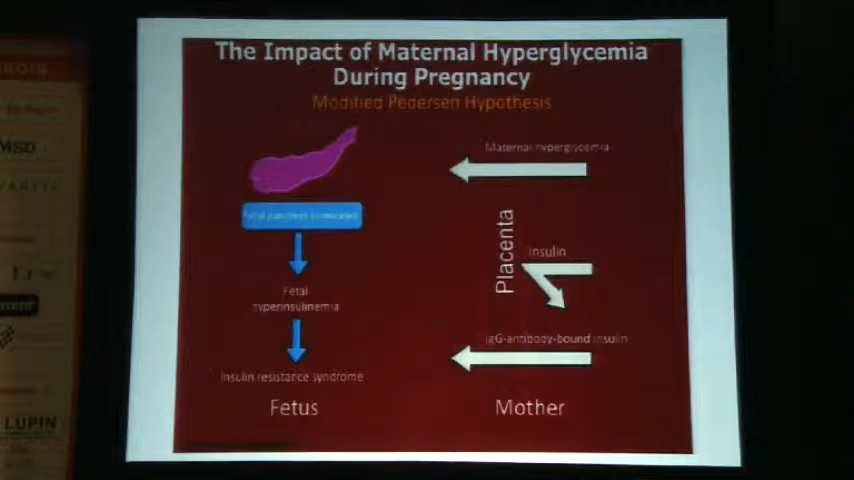 The Impact of Maternal Hyperglycemia
During Pregnancy
Modified Pedersen Hypothesis
Maternal hyperglycemia
Fetal pancreas stimulated
Placenta
Insulin
Fetal
hyperinsulinemia
IgG-antibody-bound insulin
Insulin resistance syndrome
Fetus
Mother
MSD
LUPIN